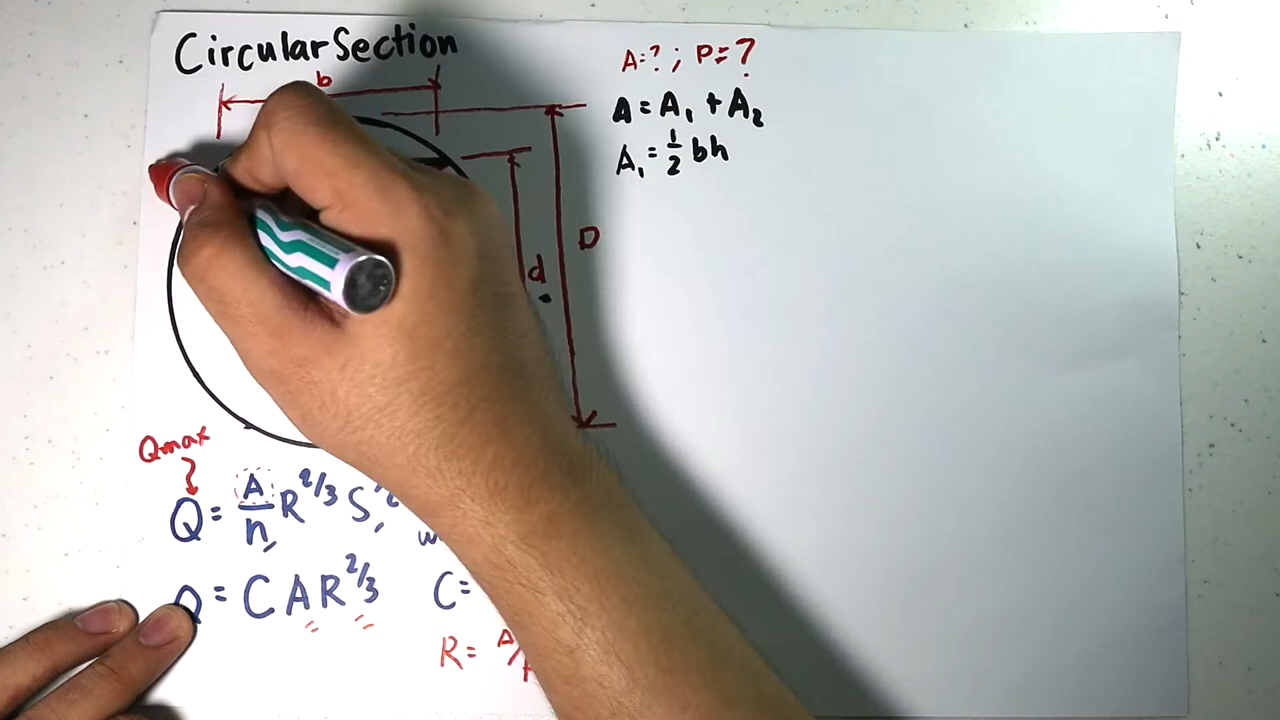 Circular Section
b
A=? ; P=?
A = A₁ + A₂
A₁ = 1/2 bh
D
d
Qmax
Q = A/n R^2/3 S
Q = C A R^2/3
C=
R= A/